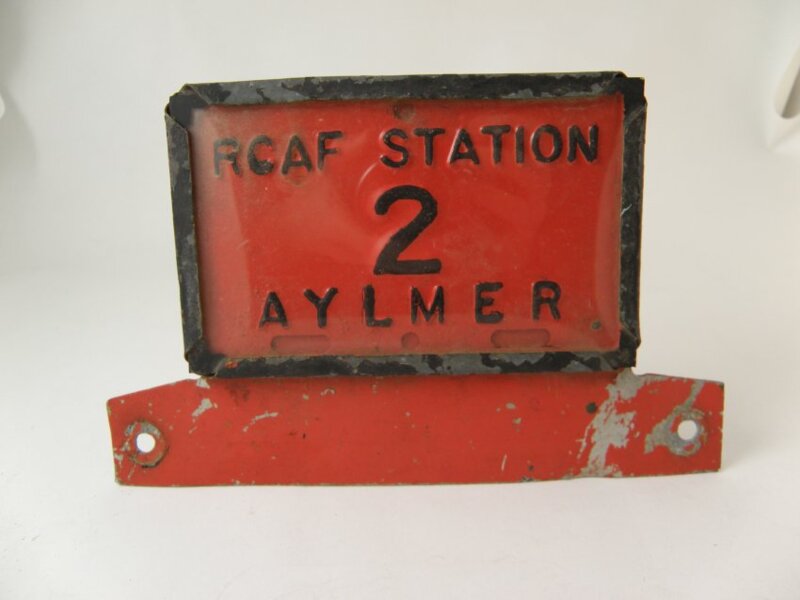 RCAF STATION
2
AYLMER